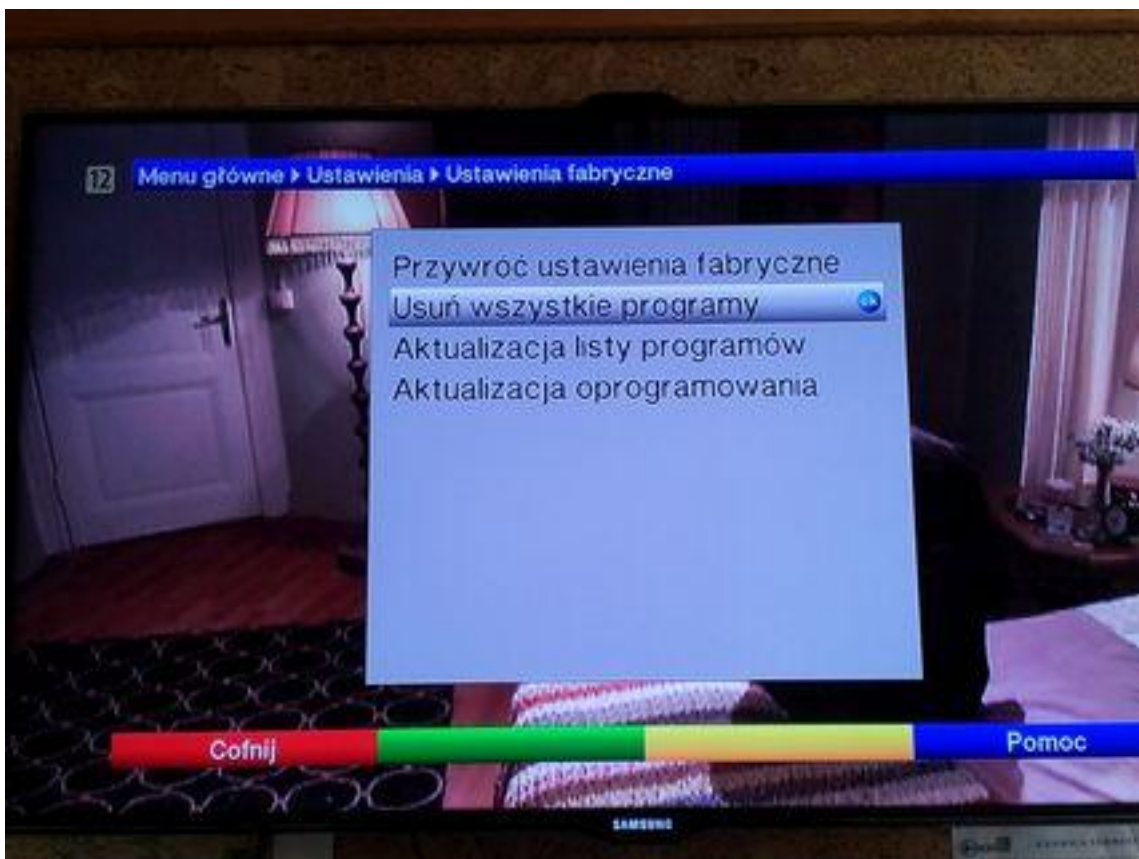 12 Menu główne ▸ Ustawienia ▸ Ustawienia fabryczne
Przywróć ustawienia fabryczne
Usuń wszystkie programy ok
Aktualizacja listy programów
Aktualizacja oprogramowania
Cofnij Pomoc
SAMSUNG